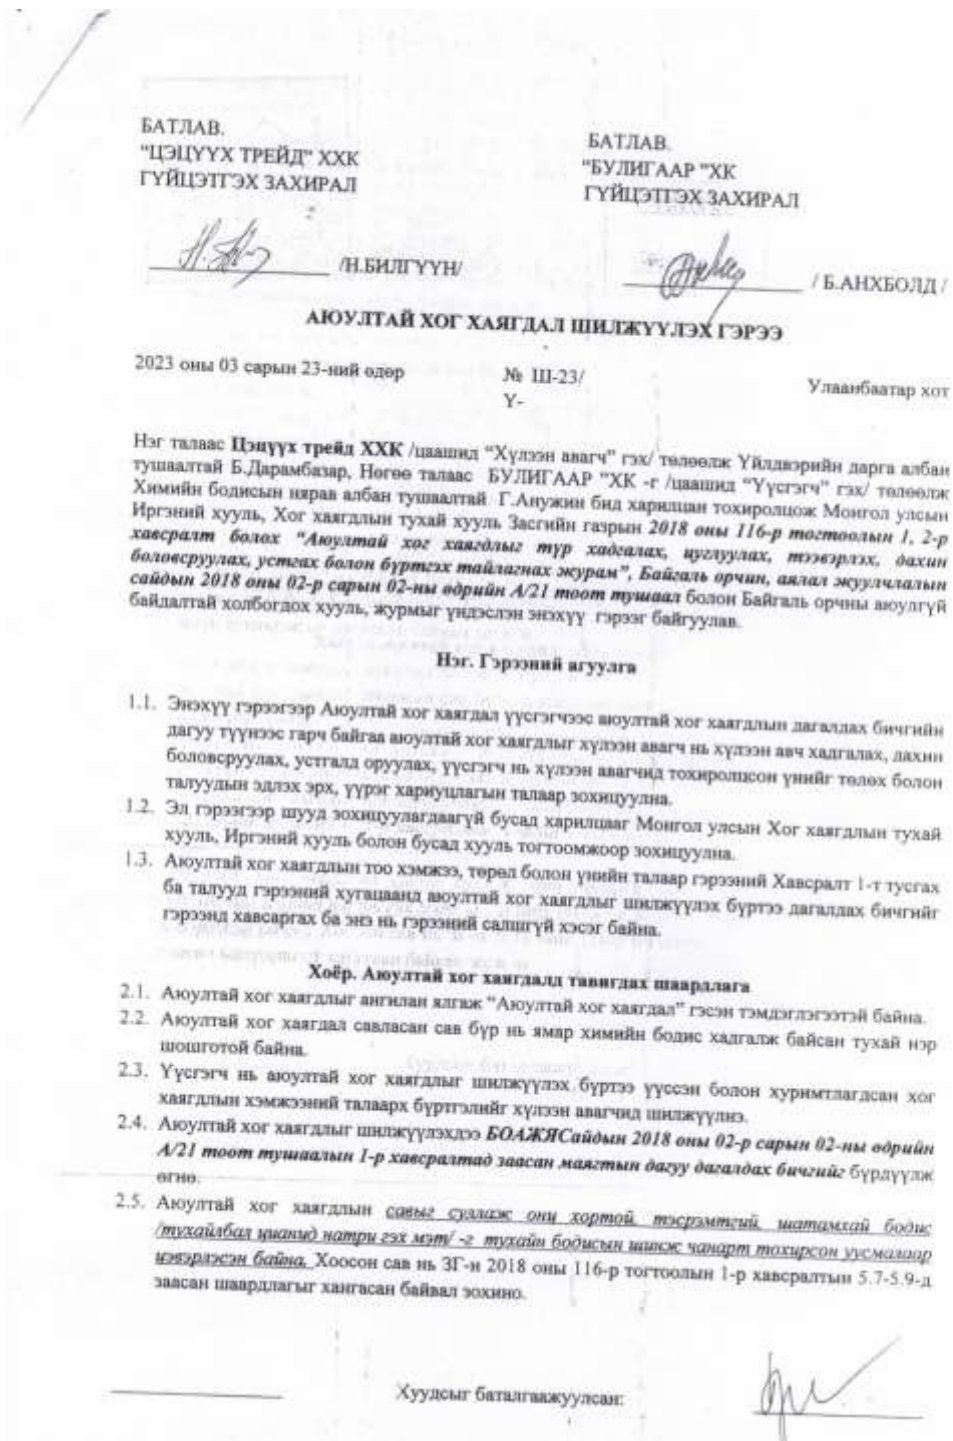 БАТЛАВ.
"ЦЭЦҮҮХ ТРЕЙД" ХХК
ГҮЙЦЭТГЭХ ЗАХИРАЛ
/Н.БИЛГҮҮН/
БАТЛАВ.
"БУЛИГААР "ХК
ГҮЙЦЭТГЭХ ЗАХИРАЛ
/ Б.АНХБОЛД /
АЮУЛТАЙ ХОГ ХАЯГДАЛ ШИЛЖҮҮЛЭХ ГЭРЭЭ
2023 оны 03 сарын 23-ний өдөр
№ Ш-23/
Ү-
Улаанбаатар хот
Нэг талаас Цэцүүх трейд ХХК /цаашид "Хүлээн авагч" гэх/ төлөөлж Үйлдвэрийн дарга албан
тушаалтай Б.Дарамбазар, Нөгөө талаас БУЛИГААР "ХК -г /цаашид "Үүсгэгч" гэх/ төлөөлж
Химийн бодисын нярав албан тушаалтай Г.Анужин бид харилцан тохиролцож Монгол улсын
Иргэний хууль, Хог хаягдлын тухай хууль Засгийн газрын 2018 оны 116-р тогтоолын 1, 2-р
хавсралт болох "Аюултай хог хаягдлыг түр хадгалах, цуглуулах, тээвэрлэх, дахин
боловсруулах, устгах болон бүртгэх тайлагнах журам", Байгаль орчин, аялал жуулчлалын
сайдын 2018 оны 02-р сарын 02-ны өдрийн А/21 тоот тушаал болон Байгаль орчны аюулгүй
байдалтай холбогдох хууль, журмыг үндэслэн энэхүү гэрээг байгуулав.
Нэг. Гэрээний агуулга
1.1. Энэхүү гэрээгээр Аюултай хог хаягдал үүсгэгчээс аюултай хог хаягдлын дагалдах бичгийн
дагуу түүнээс гарч байгаа аюултай хог хаягдлыг хүлээн авагч нь хүлээн авч хадгалах, дахин
боловсруулах, устгалд оруулах, үүсгэгч нь хүлээн авагчид тохиролцсон үнийг төлөх болон
талуудын эдлэх эрх, үүрэг хариуцлагын талаар зохицуулна.
1.2. Эл гэрээгээр шууд зохицуулагдаагүй бусад харилцааг Монгол улсын Хог хаягдлын тухай
хууль, Иргэний хууль болон бусад хууль тогтоомжоор зохицуулна.
1.3. Аюултай хог хаягдлын тоо хэмжээ, төрөл болон үнийн талаар гэрээний Хавсралт 1-т тусгах
ба талууд гэрээний хугацаанд аюултай хог хаягдлыг шилжүүлэх бүртээ дагалдах бичгийг
гэрээнд хавсаргах ба энэ нь гэрээний салшгүй хэсэг байна.
Хоёр. Аюултай хог хаягдалд тавигдах шаардлага
2.1. Аюултай хог хаягдлыг ангилан ялгаж "Аюултай хог хаягдал" гэсэн тэмдэглэгээтэй байна.
2.2. Аюултай хог хаягдал савласан сав бүр нь ямар химийн бодис хадгалж байсан тухай нэр
шошготой байна.
2.3. Үүсгэгч нь аюултай хог хаягдлыг шилжүүлэх бүртээ үүссэн болон хуримтлагдсан хог
хаягдлын хэмжээний талаарх бүртгэлийг хүлээн авагчид шилжүүлнэ.
2.4. Аюултай хог хаягдлыг шилжүүлэхдээ БОАЖЯСайдын 2018 оны 02-р сарын 02-ны өдрийн
А/21 тоот тушаалын 1-р хавсралтад заасан маягтын дагуу дагалдах бичгийг бүрдүүлж
өгнө.
2.5. Аюултай хог хаягдлын савыг суллаж онц хортой, тэсрэмтгий, шатамхай бодис
/тухайлбал цианид натри гэх мэт/ -г тухайн бодисын шинж чанарт тохирсон уусмалаар
цэвэрлэсэн байна. Хоосон сав нь ЗГ-н 2018 оны 116-р тогтоолын 1-р хавсралтын 5.7-5.9-д
заасан шаардлагыг хангасан байвал зохино.
Хуудсыг баталгаажуулсан: